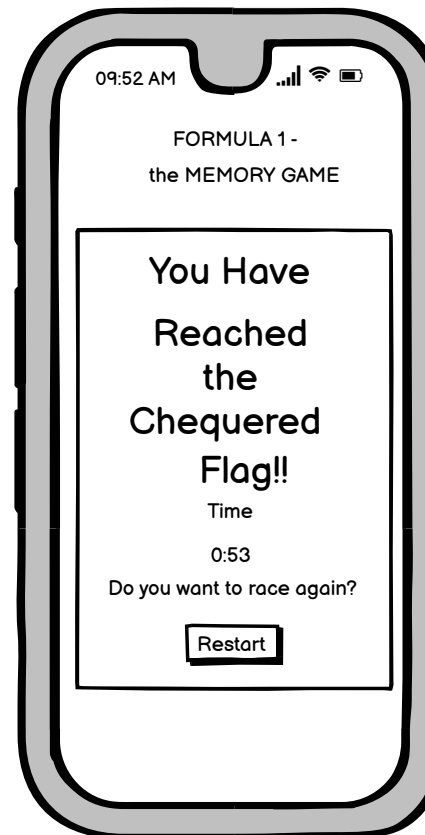 09:52 AM
FORMULA 1 -
the MEMORY GAME
You Have
Reached
the
Chequered
Flag!!
Time
0:53
Do you want to race again?
Restart